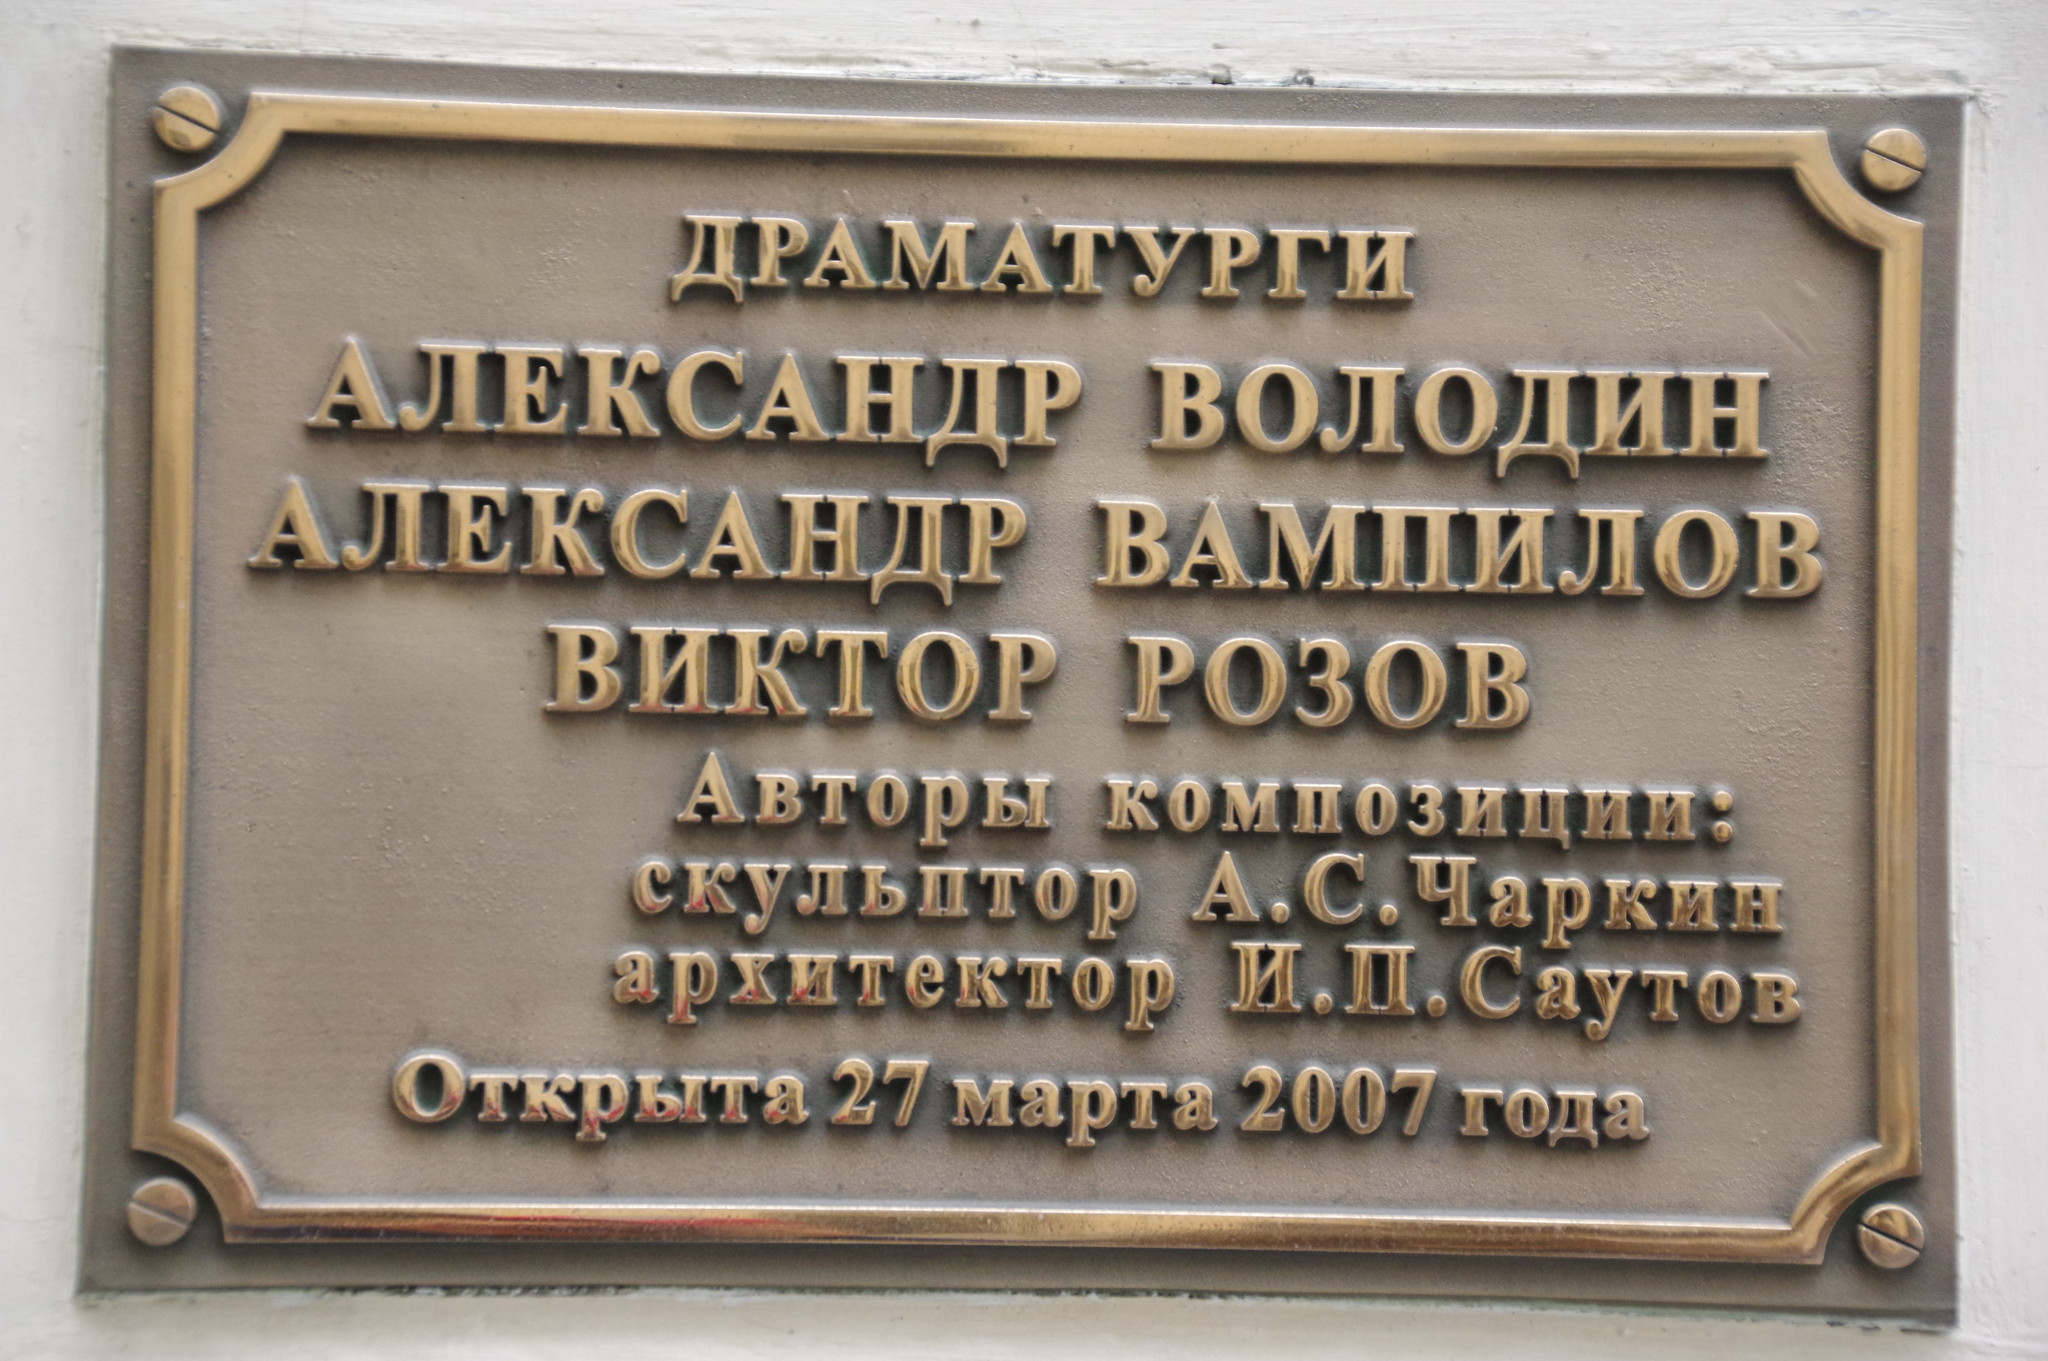 ДРАМАТУРГИ
АЛЕКСАНДР ВОЛОДИН
АЛЕКСАНДР ВАМПИЛОВ
ВИКТОР РОЗОВ
Авторы композиции:
скульптор А.С.Чаркин
архитектор И.П.Саутов
Открыта 27 марта 2007 года